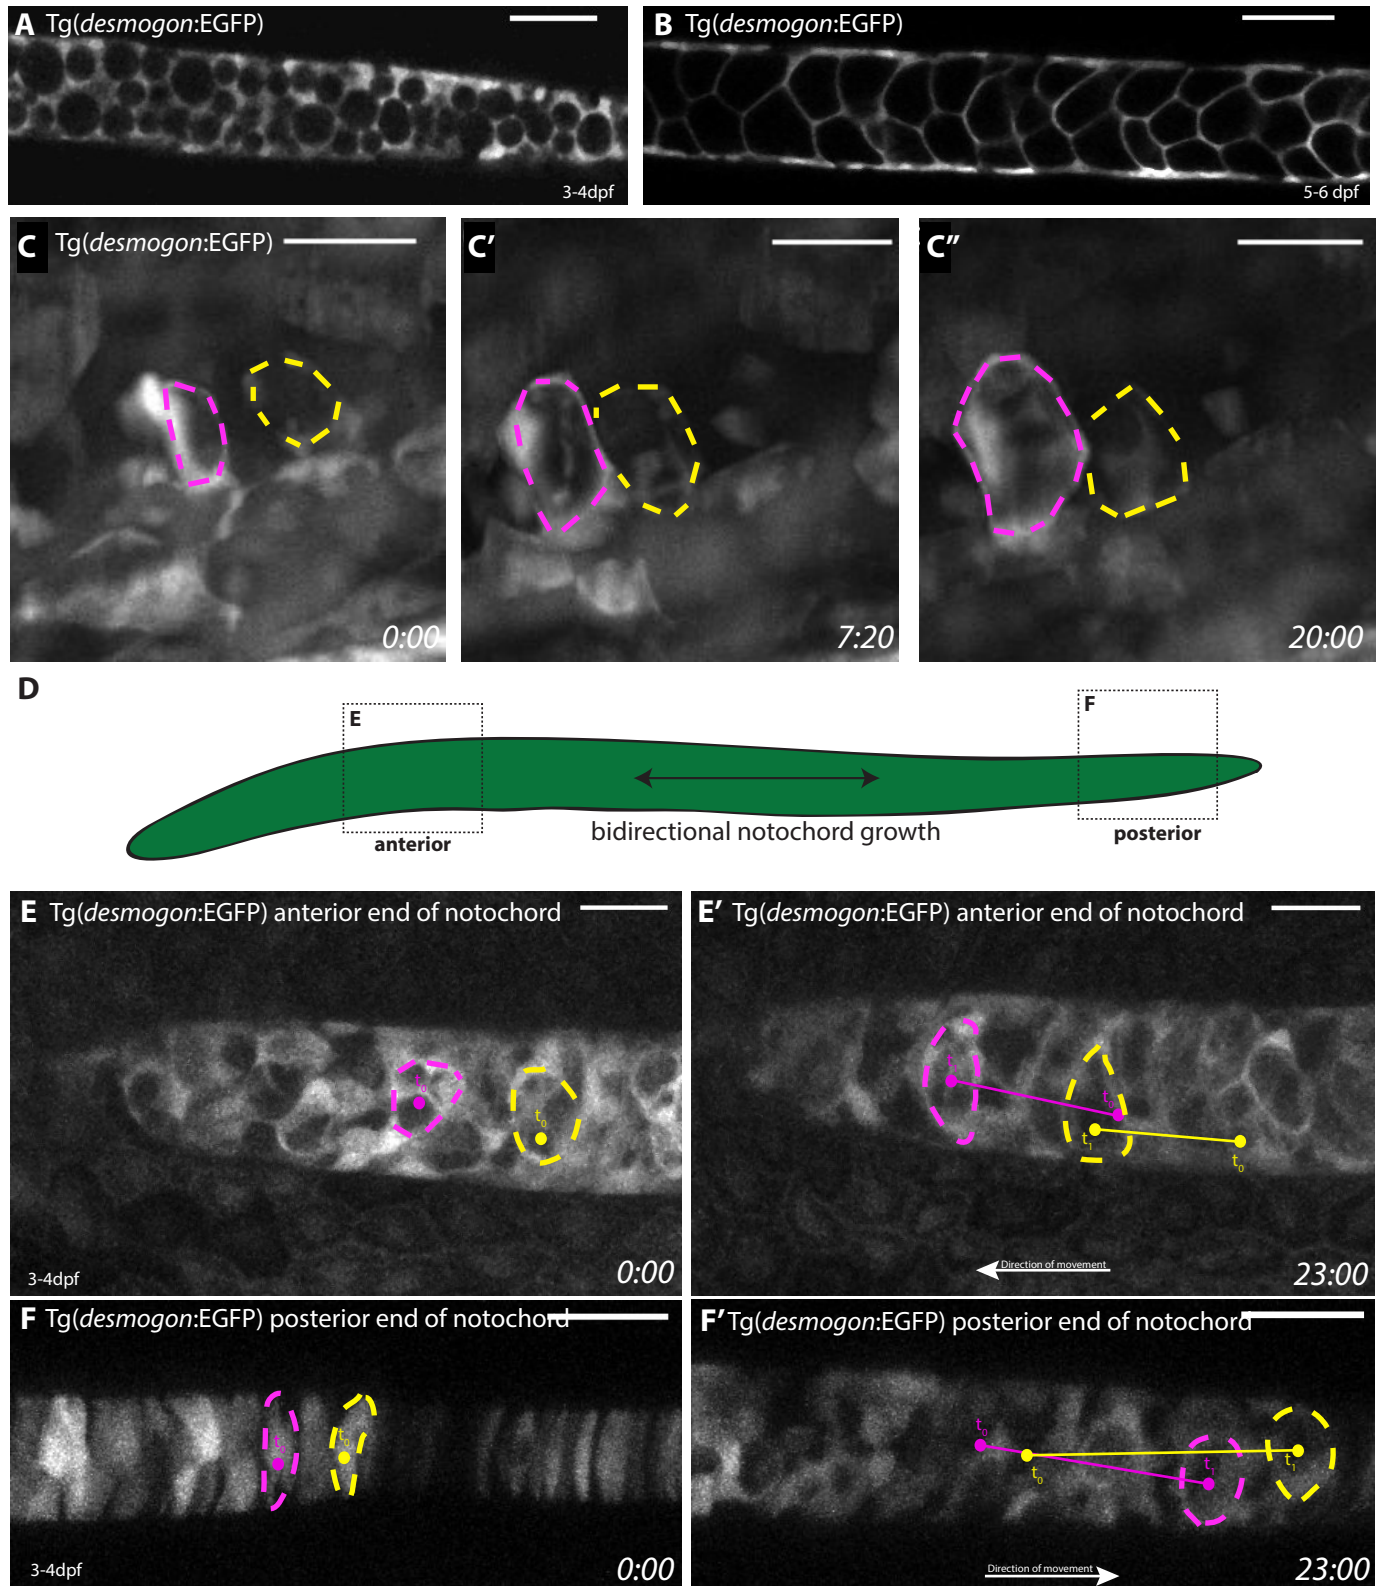 A Tg(desmogon:EGFP)
3-4dpf
B Tg(desmogon:EGFP)
5-6 dpf
C Tg(desmogon:EGFP)
0:00
C′
7:20
C″
20:00
D
E
F
anterior
bidirectional notochord growth
posterior
E Tg(desmogon:EGFP) anterior end of notochord
t0
t0
3-4dpf
0:00
E′ Tg(desmogon:EGFP) anterior end of notochord
t0
t1
t0
Direction of movement
23:00
F Tg(desmogon:EGFP) posterior end of notochord
t0
t0
3-4dpf
0:00
F′ Tg(desmogon:EGFP) posterior end of notochord
t0
t0
t1
t1
Direction of movement
23:00